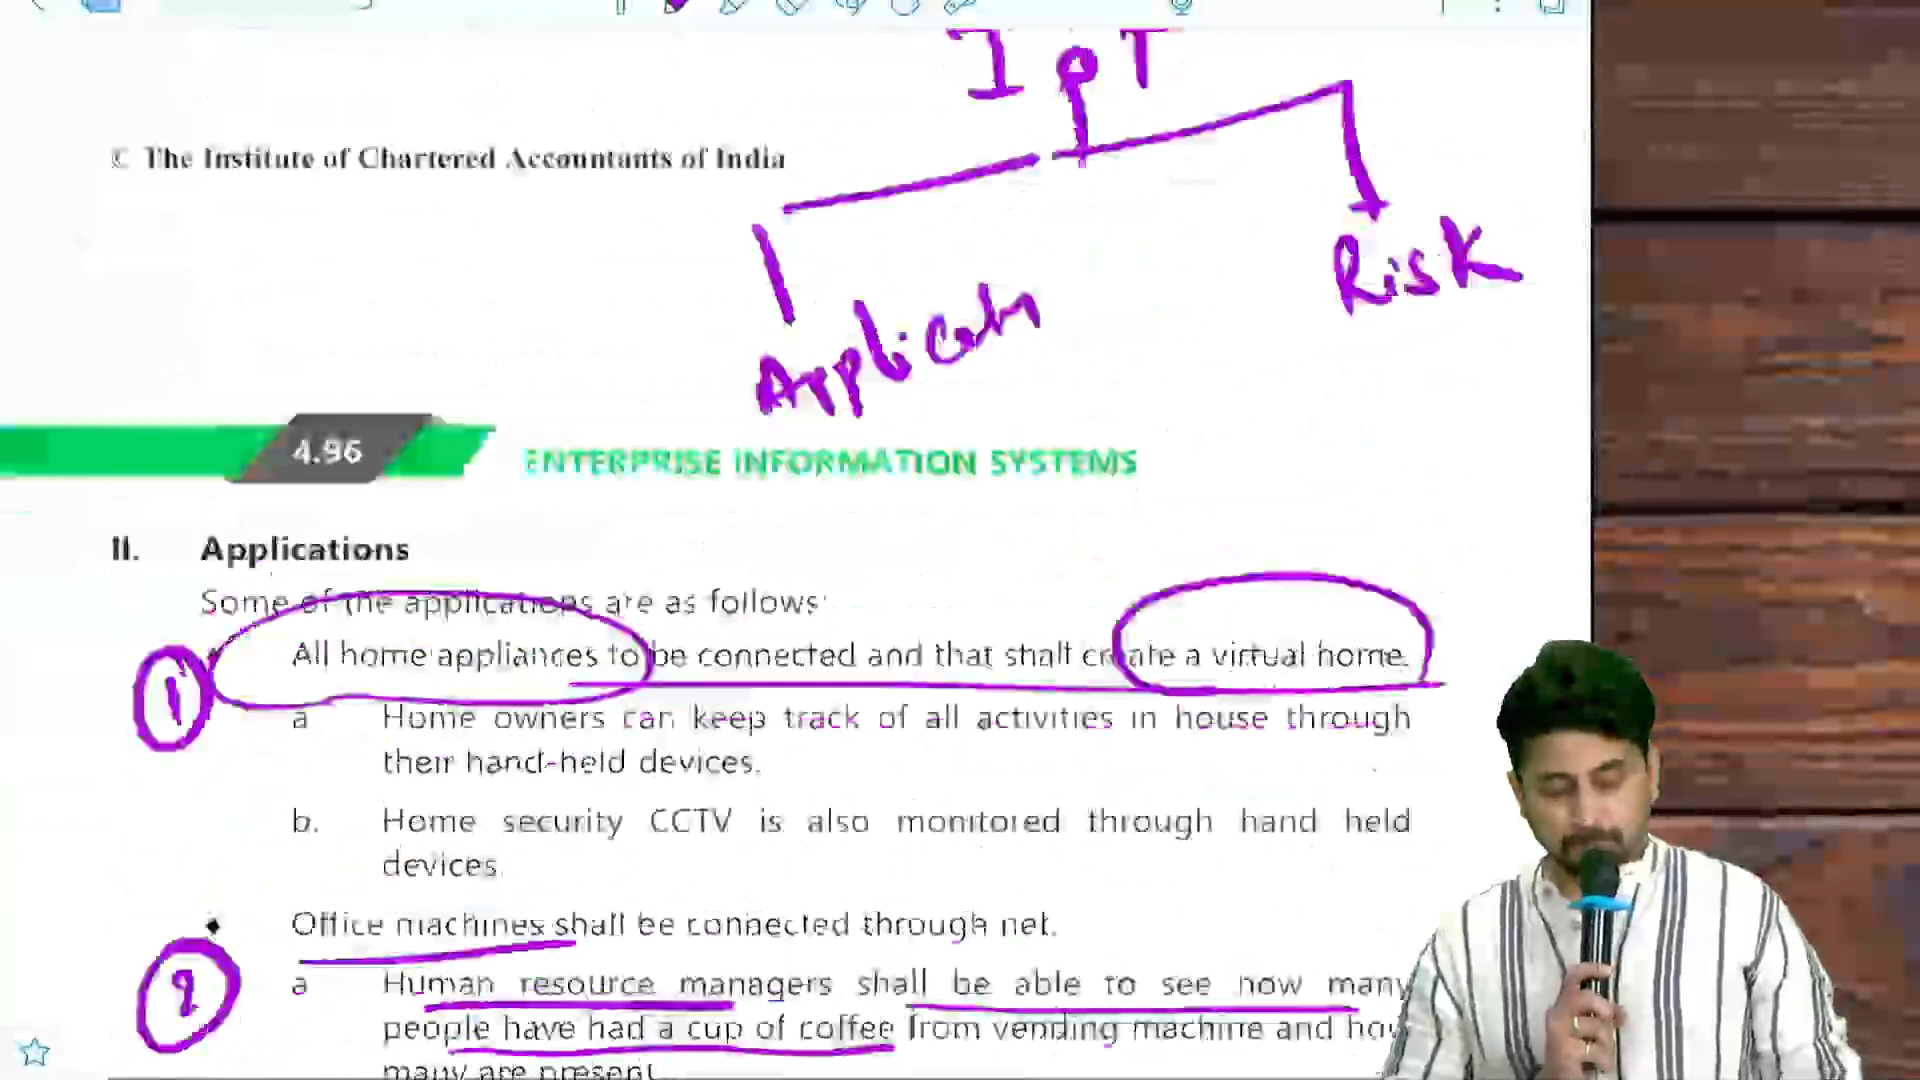 IoT
© The Institute of Chartered Accountants of India
Risk
Applicatn
4.96 ENTERPRISE INFORMATION SYSTEMS
II. Applications
Some of the applications are as follows:
1 All home appliances to be connected and that shall create a virtual home.
a Home owners can keep track of all activities in house through
their hand-held devices.
b. Home security CCTV is also monitored through hand held
devices.
♦ Office machines shall be connected through net.
2 a Human resource managers shall be able to see how many
people have had a cup of coffee from vending machine and how
many are present.